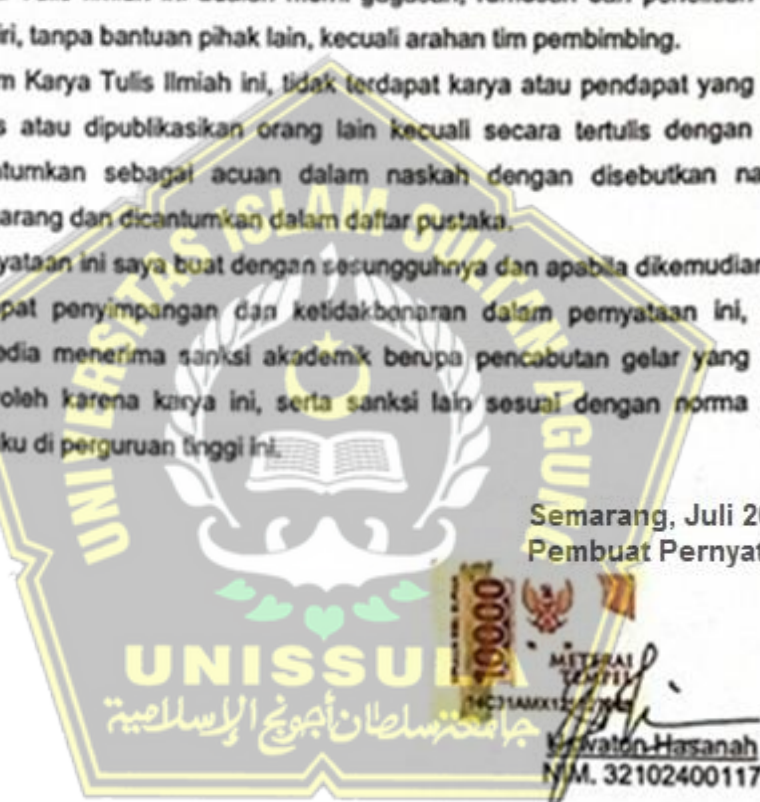 iri, tanpa bantuan pihak lain, kecuali arahan tim pembimbing.
m Karya Tulis Ilmiah ini, tidak terdapat karya atau pendapat yang
s atau dipublikasikan orang lain kecuali secara tertulis dengan
tumkan sebagai acuan dalam naskah dengan disebutkan na
arang dan dicantumkan dalam daftar pustaka.
yataan ini saya buat dengan sesungguhnya dan apabila dikemudian
pat penyimpangan dan ketidakbenaran dalam pernyataan ini,
edia menerima sanksi akademik berupa pencabutan gelar yang
roleh karena karya ini, serta sanksi lain sesuai dengan norma
ku di perguruan tinggi ini.
UNIVERSITAS ISLAM SULTAN AGUNG
Semarang, Juli 20
Pembuat Pernyat
10000
METERAI
TEMPEL
UNISSULA
جامعة سلطان أجونج الإسلامية
Hasanah
NIM. 32102400117